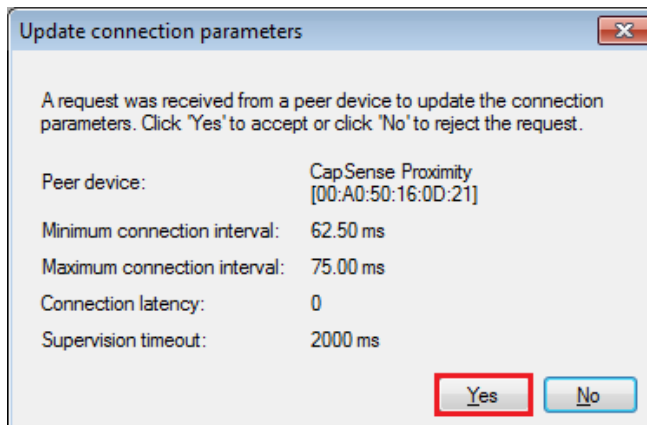 Update connection parameters
A request was received from a peer device to update the connection
parameters. Click 'Yes' to accept or click 'No' to reject the request.
Peer device: CapSense Proximity
[00:A0:50:16:0D:21]
Minimum connection interval: 62.50 ms
Maximum connection interval: 75.00 ms
Connection latency: 0
Supervision timeout: 2000 ms
Yes No